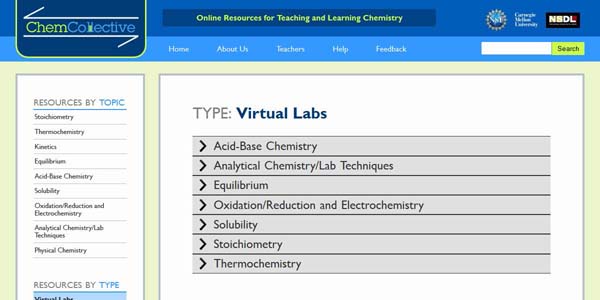 ChemCollective
Online Resources for Teaching and Learning Chemistry
Carnegie
Mellon
University
NSDL
Home
About Us
Teachers
Help
Feedback
Search
RESOURCES BY TOPIC
Stoichiometry
Thermochemistry
Kinetics
Equilibrium
Acid-Base Chemistry
Solubility
Oxidation/Reduction and
Electrochemistry
Analytical Chemistry/Lab
Techniques
Physical Chemistry
RESOURCES BY TYPE
Virtual Labs
TYPE: Virtual Labs
Acid-Base Chemistry
Analytical Chemistry/Lab Techniques
Equilibrium
Oxidation/Reduction and Electrochemistry
Solubility
Stoichiometry
Thermochemistry